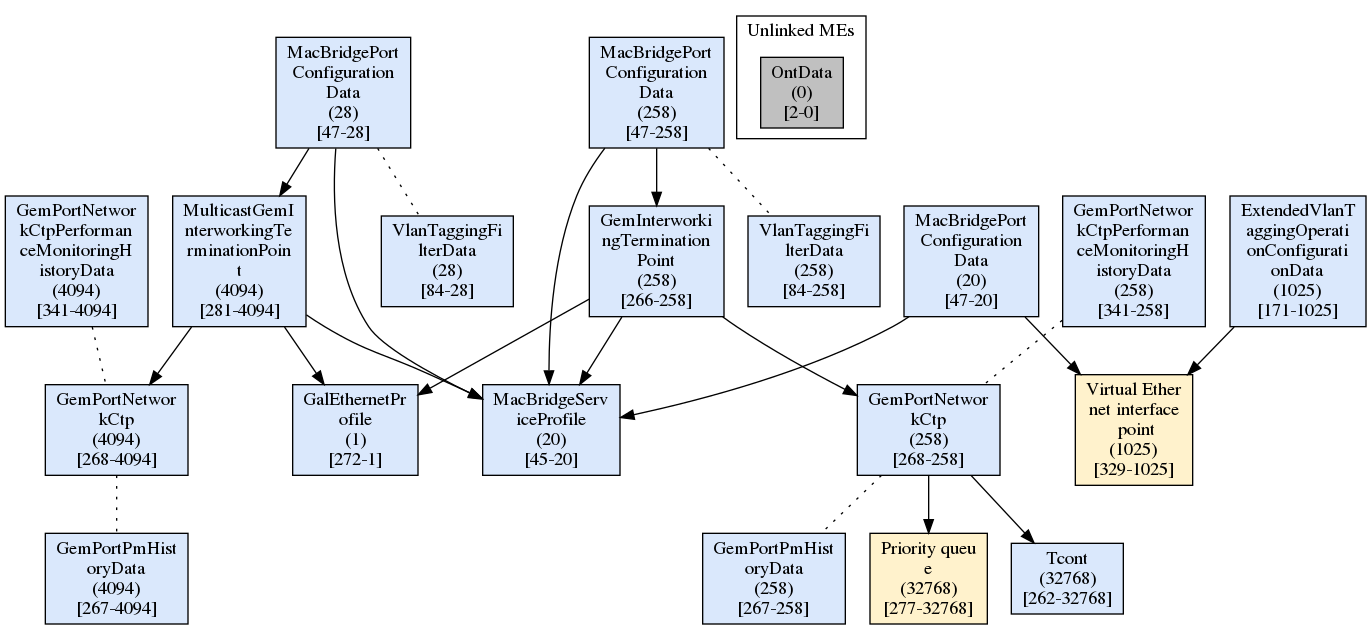 MacBridgePort
Configuration
Data
(28)
[47-28]
MacBridgePort
Configuration
Data
(258)
[47-258]
Unlinked MEs
OntData
(0)
[2-0]
GemPortNetwor
kCtpPerforman
ceMonitoringH
istoryData
(4094)
[341-4094]
MulticastGemI
nterworkingTe
rminationPoin
t
(4094)
[281-4094]
VlanTaggingFi
lterData
(28)
[84-28]
GemInterworki
ngTermination
Point
(258)
[266-258]
VlanTaggingFi
lterData
(258)
[84-258]
MacBridgePort
Configuration
Data
(20)
[47-20]
GemPortNetwor
kCtpPerforman
ceMonitoringH
istoryData
(258)
[341-258]
ExtendedVlanT
aggingOperati
onConfigurati
onData
(1025)
[171-1025]
GemPortNetwor
kCtp
(4094)
[268-4094]
GalEthernetPr
ofile
(1)
[272-1]
MacBridgeServ
iceProfile
(20)
[45-20]
GemPortNetwor
kCtp
(258)
[268-258]
Virtual Ether
net interface
point
(1025)
[329-1025]
GemPortPmHist
oryData
(4094)
[267-4094]
GemPortPmHist
oryData
(258)
[267-258]
Priority queu
e
(32768)
[277-32768]
Tcont
(32768)
[262-32768]